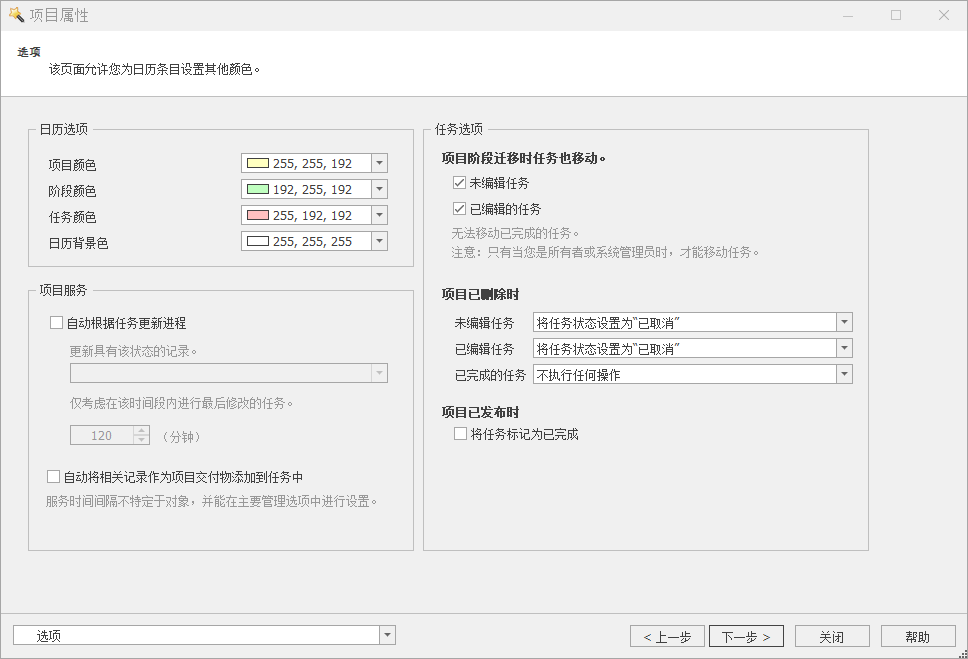 项目属性
选项
该页面允许您为日历条目设置其他颜色。
日历选项
项目颜色 255, 255, 192
阶段颜色 192, 255, 192
任务颜色 255, 192, 192
日历背景色 255, 255, 255
项目服务
自动根据任务更新进程
更新具有该状态的记录。
仅考虑在该时间段内进行最后修改的任务。
120 （分钟）
自动将相关记录作为项目交付物添加到任务中
服务时间间隔不特定于对象，并能在主要管理选项中进行设置。
任务选项
项目阶段迁移时任务也移动。
未编辑任务
已编辑的任务
无法移动已完成的任务。
注意：只有当您是所有者或系统管理员时，才能移动任务。
项目已删除时
未编辑任务 将任务状态设置为“已取消”
已编辑任务 将任务状态设置为“已取消”
已完成的任务 不执行任何操作
项目已发布时
将任务标记为已完成
选项
< 上一步 下一步 > 关闭 帮助